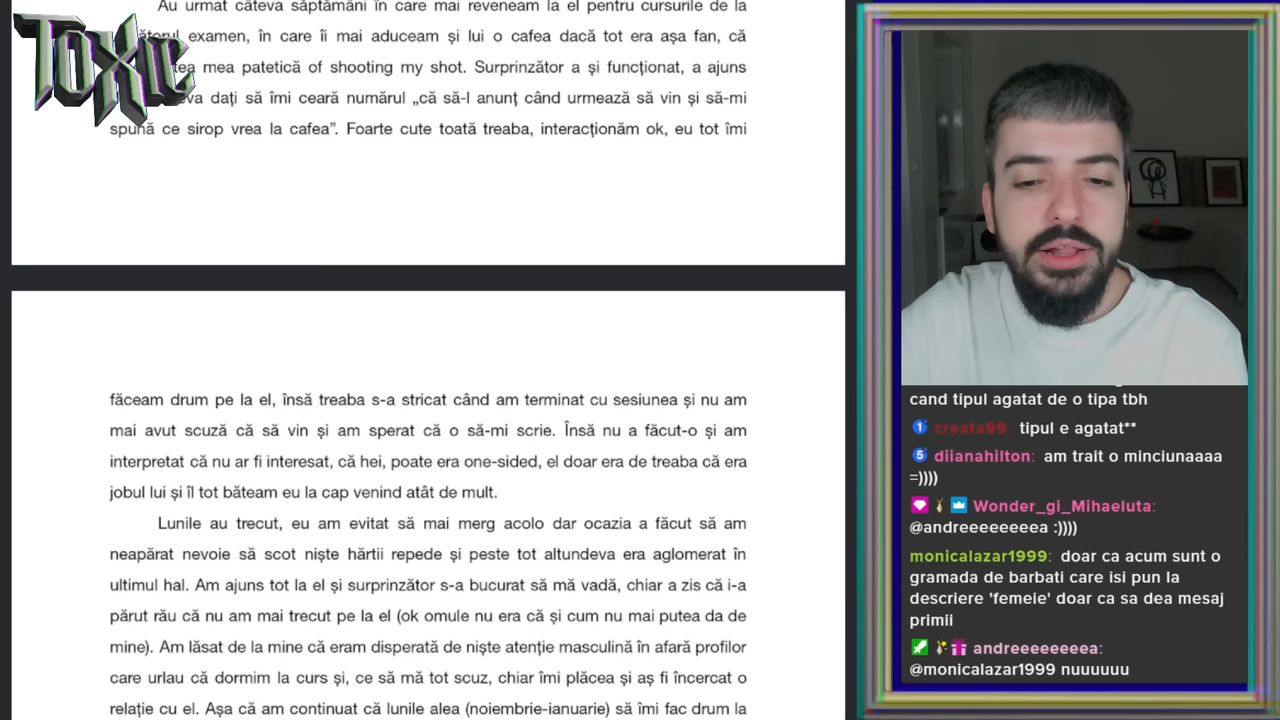 Au urmat câteva săptămâni în care mai reveneam la el pentru cursurile de la
examen, în care îi mai aduceam și lui o cafea dacă tot era așa fan, că
mea patetică of shooting my shot. Surprinzător a și funcționat, a ajuns
dați să îmi ceară numărul „că să-l anunț când urmează să vin și să-mi
spună ce sirop vrea la cafea”. Foarte cute toată treaba, interacționăm ok, eu tot îmi
făceam drum pe la el, însă treaba s-a stricat când am terminat cu sesiunea și nu am
mai avut scuză că să vin și am sperat că o să-mi scrie. Însă nu a făcut-o și am
interpretat că nu ar fi interesat, că hei, poate era one-sided, el doar era de treaba că era
jobul lui și îl tot băteam eu la cap venind atât de mult.
Lunile au trecut, eu am evitat să mai merg acolo dar ocazia a făcut să am
neapărat nevoie să scot niște hârtii repede și peste tot altundeva era aglomerat în
ultimul hal. Am ajuns tot la el și surprinzător s-a bucurat să mă vadă, chiar a zis că i-a
părut rău că nu am mai trecut pe la el (ok omule nu era că și cum nu mai putea da de
mine). Am lăsat de la mine că eram disperată de niște atenție masculină în afară profilor
care urlau că dormim la curs și, ce să mă tot scuz, chiar îmi plăcea și aș fi încercat o
relație cu el. Așa că am continuat că lunile alea (noiembrie-ianuarie) să îmi fac drum la
TOXIC
cand tipul agatat de o tipa tbh
1 creata99 tipul e agatat**
5 diianahilton: am trait o minciunaaaa
=))))
Wonder_gi_Mihaeluta:
@andreeeeeeeea :))))
monicalazar1999: doar ca acum sunt o
gramada de barbati care isi pun la
descriere 'femeie' doar ca sa dea mesaj
primii
andreeeeeeeea:
@monicalazar1999 nuuuuuu